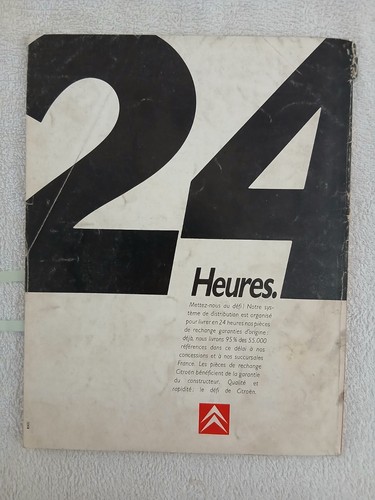 24
Heures.
Mettez-nous au défi! Notre sys-
tème de distribution est organisé
pour livrer en 24 heures nos pièces
de rechange garanties d'origine :
déjà, nous livrons 95% des 55.000
références dans ce délai à nos
concessions et à nos succursales
France. Les pièces de rechange
Citroën bénéficient de la garantie
du constructeur. Qualité et
rapidité: le défi de Citroën.